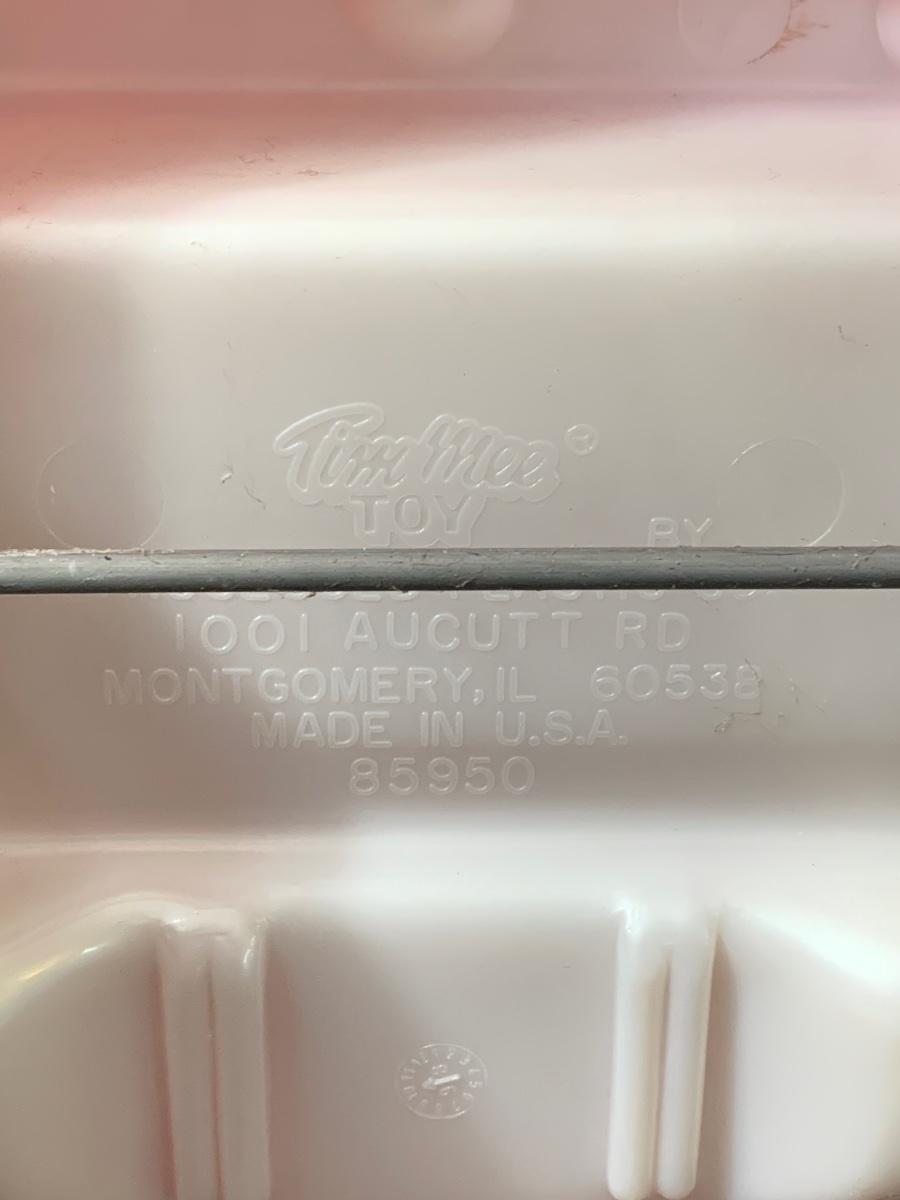 Tim Mee ®
TOY
BY
1001 AUCUTT RD
MONTGOMERY, IL 60538
MADE IN U.S.A.
85950